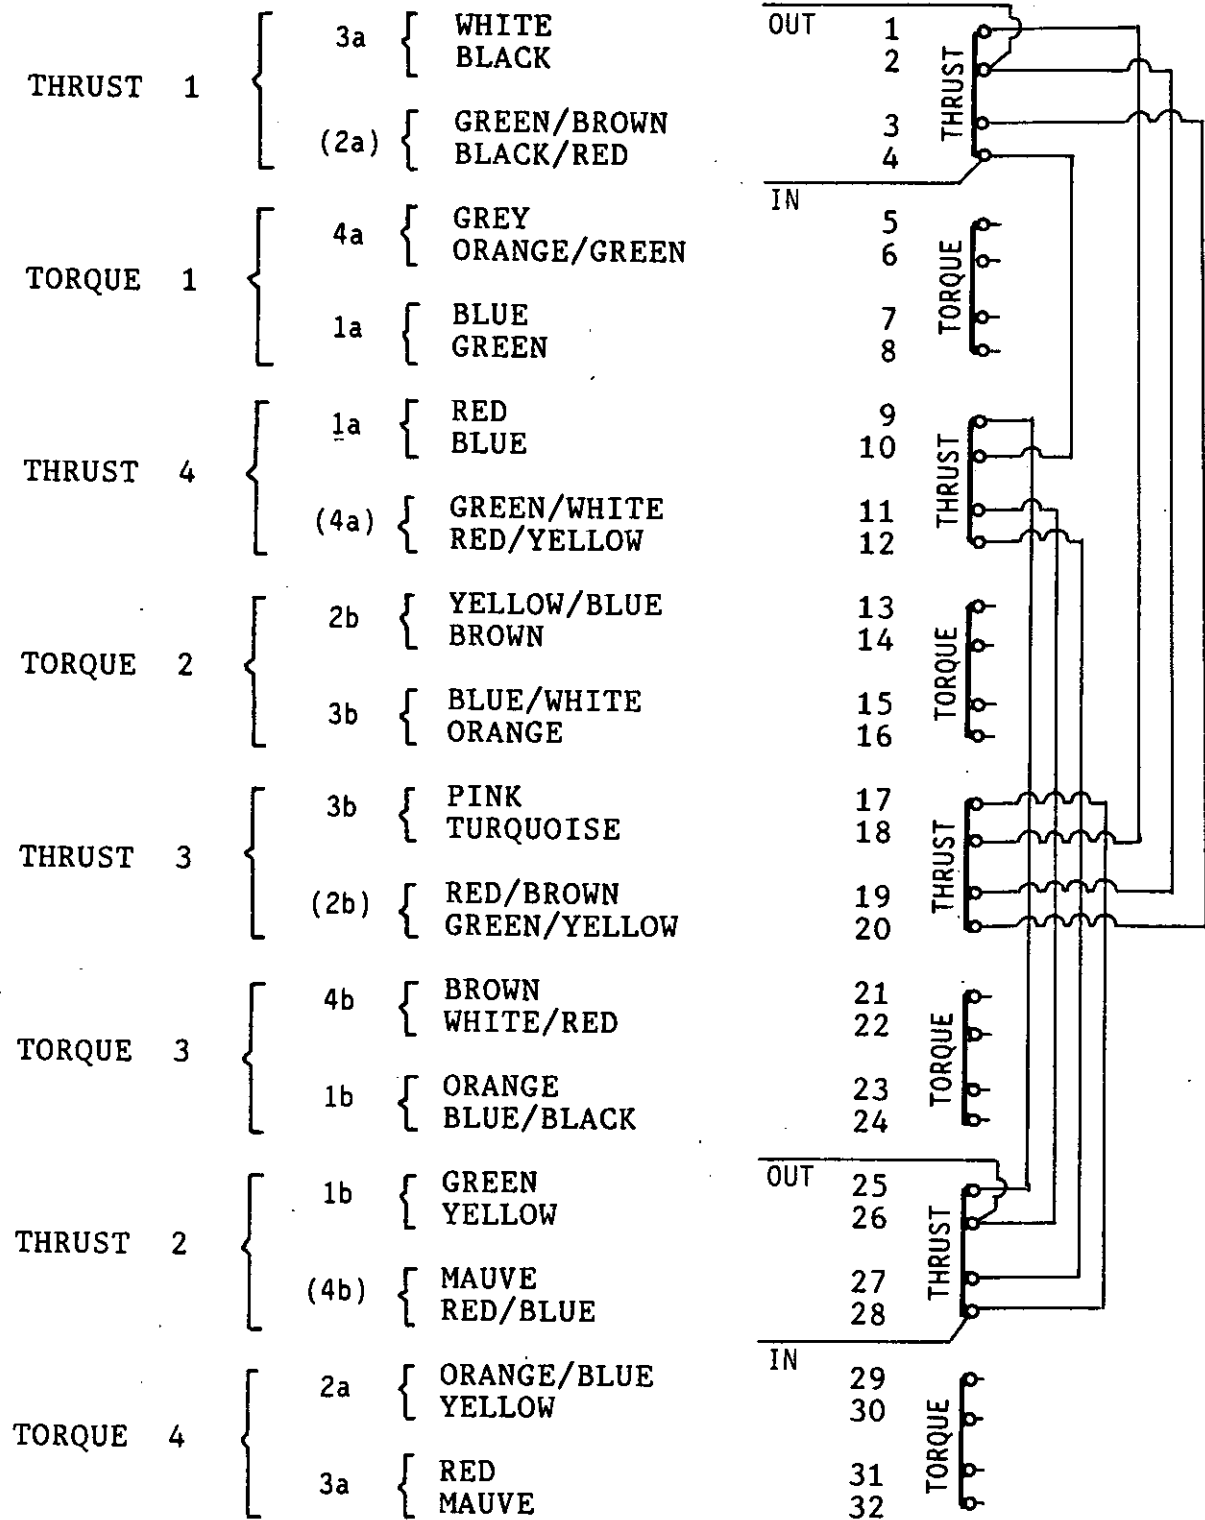 3a WHITE OUT 1
BLACK 2
THRUST 1 THRUST
(2a) GREEN/BROWN 3
BLACK/RED 4
IN
4a GREY 5
ORANGE/GREEN 6
TORQUE 1 TORQUE
1a BLUE 7
GREEN 8
1a RED 9
BLUE 10
THRUST 4 THRUST
(4a) GREEN/WHITE 11
RED/YELLOW 12
2b YELLOW/BLUE 13
BROWN 14
TORQUE 2 TORQUE
3b BLUE/WHITE 15
ORANGE 16
3b PINK 17
TURQUOISE 18
THRUST 3 THRUST
(2b) RED/BROWN 19
GREEN/YELLOW 20
4b BROWN 21
WHITE/RED 22
TORQUE 3 TORQUE
1b ORANGE 23
BLUE/BLACK 24
1b GREEN OUT 25
YELLOW 26
THRUST 2 THRUST
(4b) MAUVE 27
RED/BLUE 28
IN
2a ORANGE/BLUE 29
YELLOW 30
TORQUE 4 TORQUE
3a RED 31
MAUVE 32